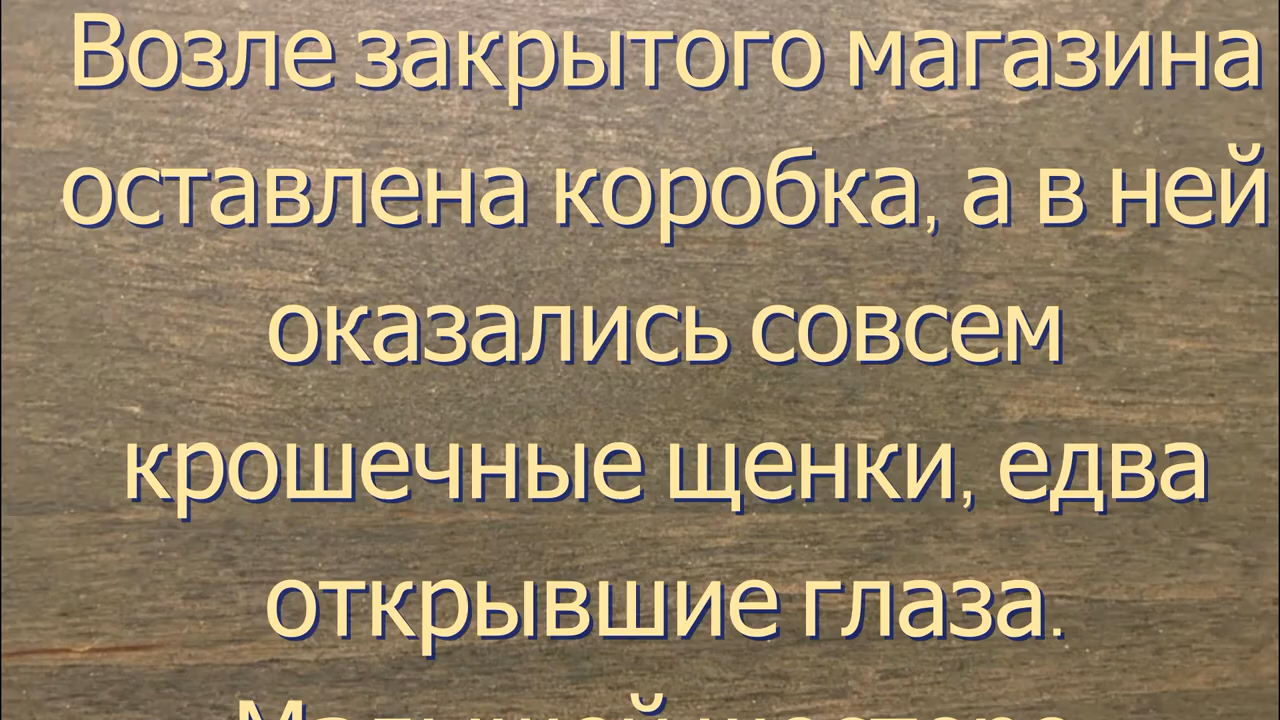 Возле закрытого магазина
оставлена коробка, а в ней
оказались совсем
крошечные щенки, едва
открывшие глаза.